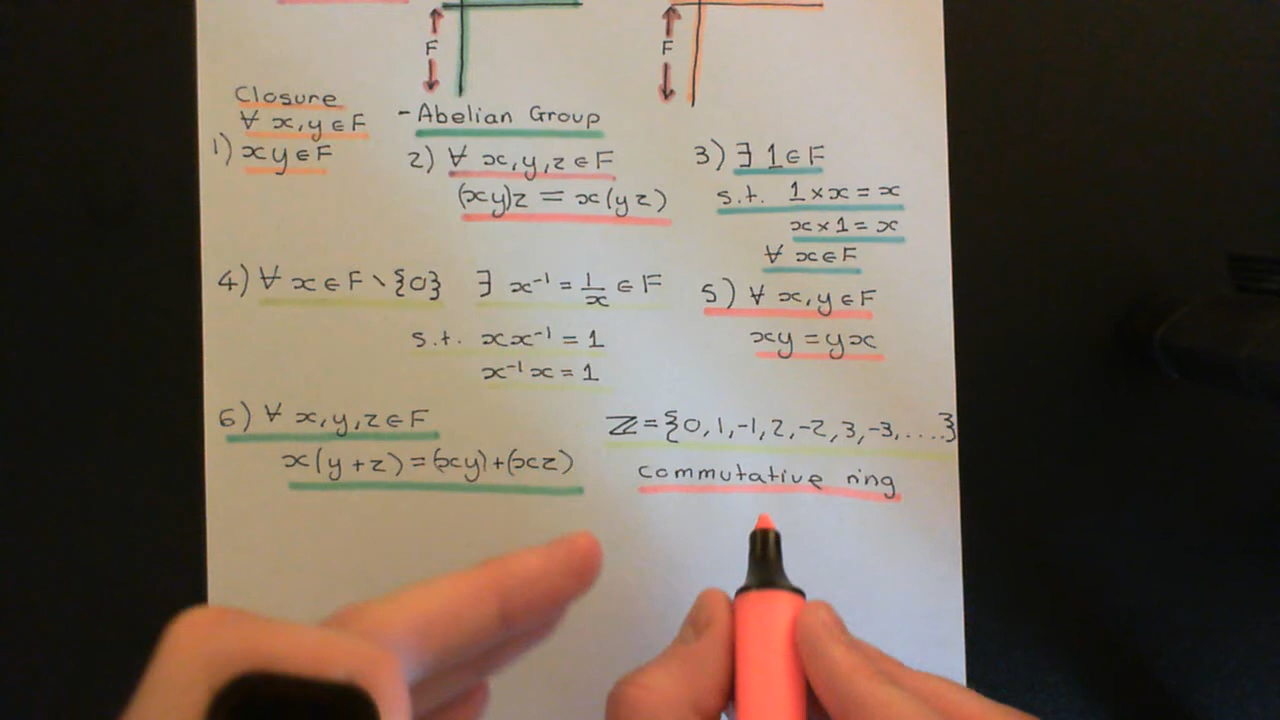 F
F
Closure
∀ x,y∈F
1) xy∈F
- Abelian Group
2) ∀ x,y,z∈F
(xy)z = x(yz)
3) ∃ 1∈F
s.t. 1×x=x
x×1=x
∀ x∈F
4) ∀ x∈F∖{0} ∃ x⁻¹=1/x ∈F
s.t. xx⁻¹=1
x⁻¹x=1
5) ∀ x,y∈F
xy=yx
6) ∀ x,y,z∈F
x(y+z)=(xy)+(xz)
ℤ={0,1,-1,2,-2,3,-3,....}
commutative ring